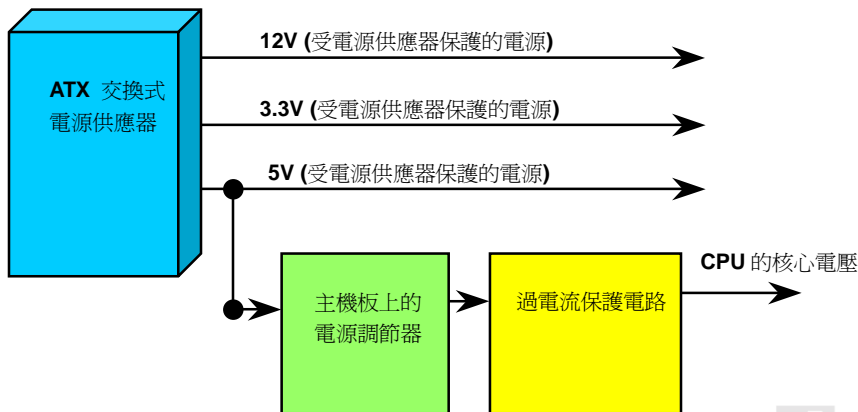 12V (受電源供應器保護的電源)
ATX 交換式
電源供應器
3.3V (受電源供應器保護的電源)
5V (受電源供應器保護的電源)
CPU 的核心電壓
主機板上的
電源調節器
過電流保護電路